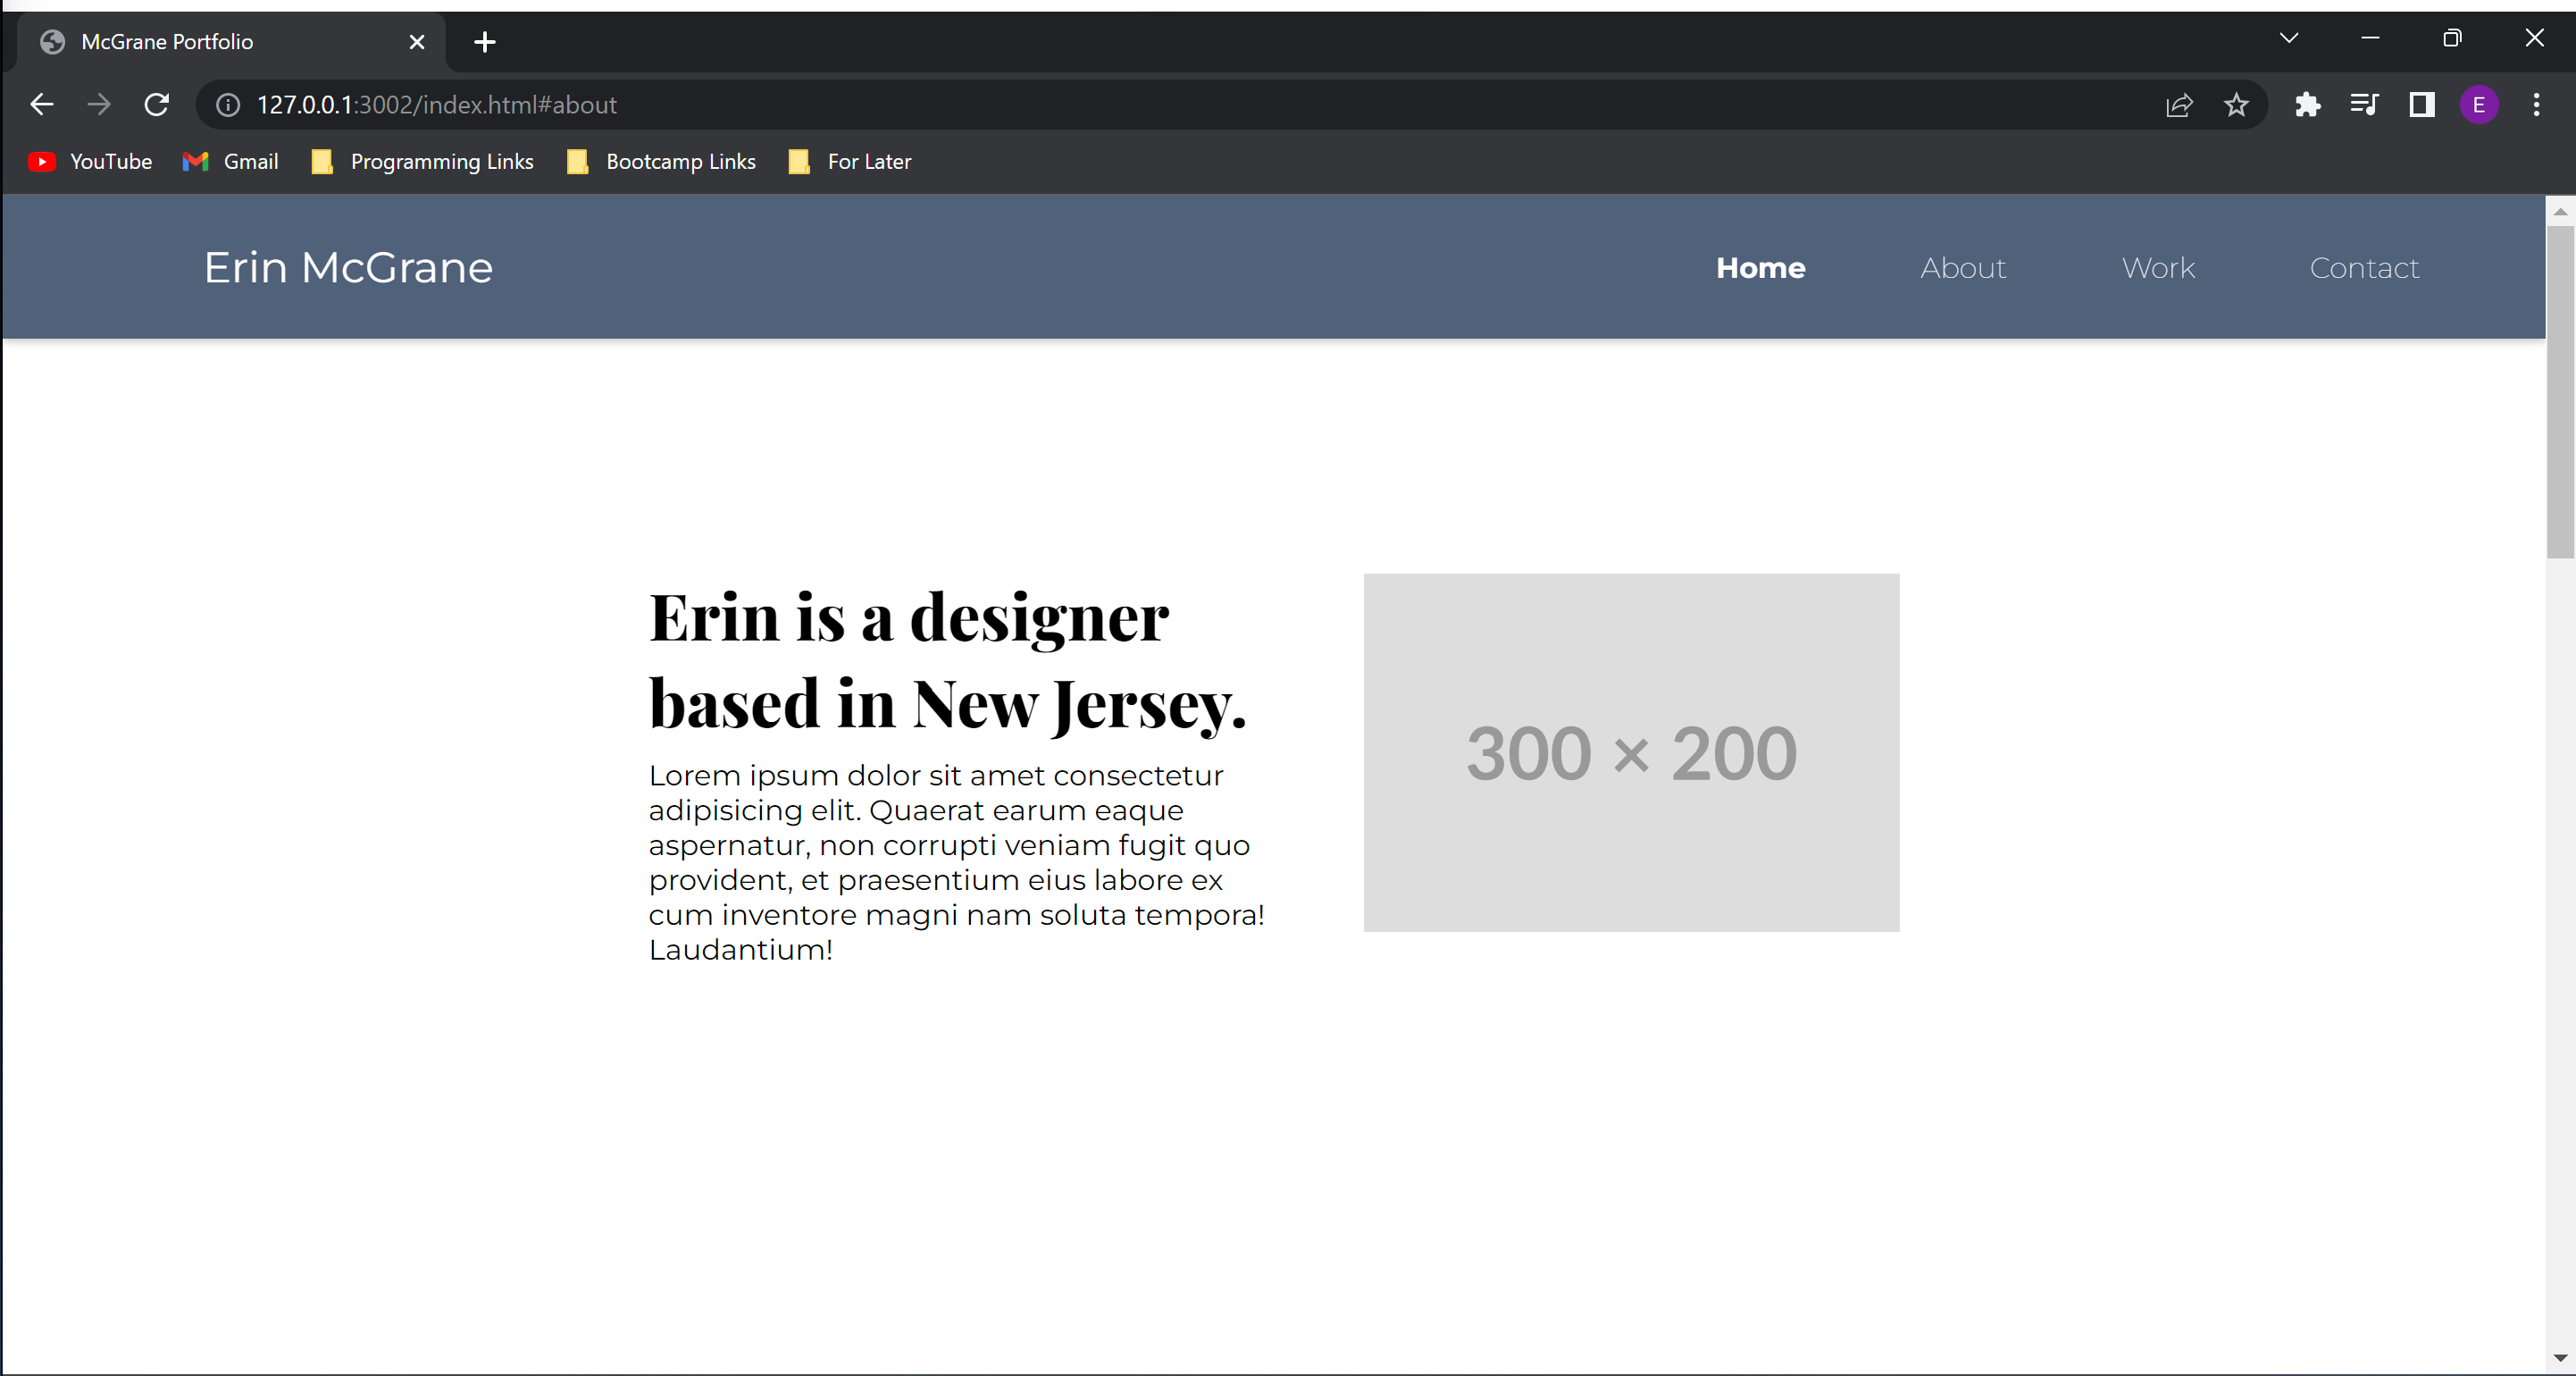 McGrane Portfolio
127.0.0.1:3002/index.html#about
E
YouTube Gmail Programming Links Bootcamp Links For Later
Erin McGrane Home About Work Contact
Erin is a designer
based in New Jersey.
Lorem ipsum dolor sit amet consectetur
adipisicing elit. Quaerat earum eaque
aspernatur, non corrupti veniam fugit quo
provident, et praesentium eius labore ex
cum inventore magni nam soluta tempora!
Laudantium!
300 × 200